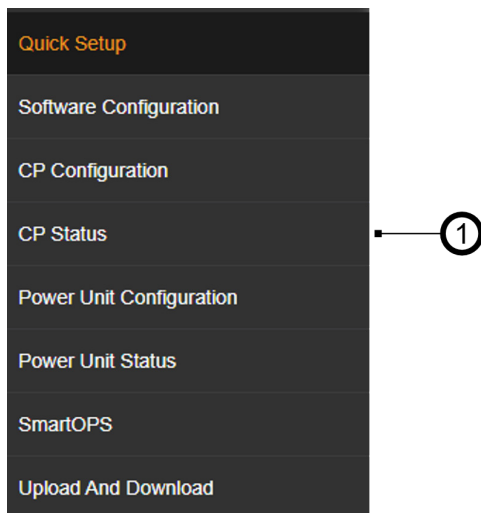 Quick Setup
Software Configuration
CP Configuration
CP Status
1
Power Unit Configuration
Power Unit Status
SmartOPS
Upload And Download